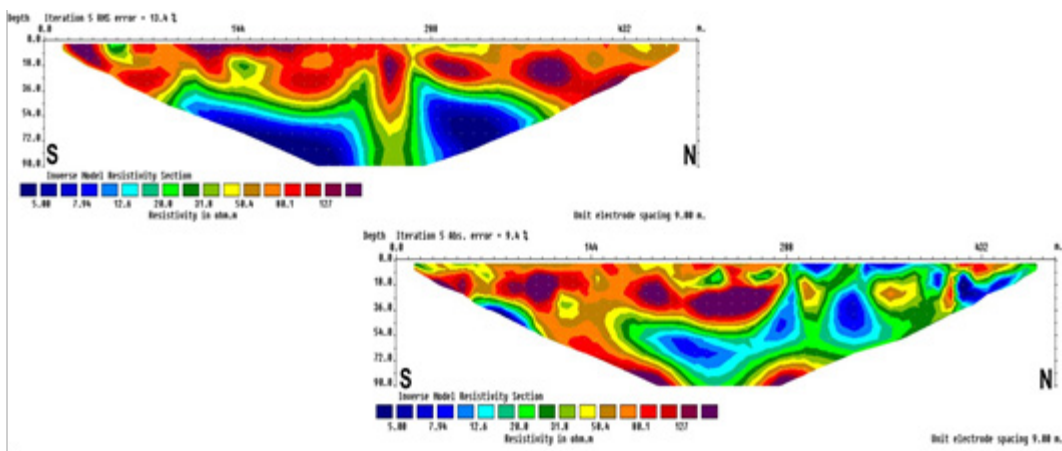 Depth Iteration 5 RMS error = 13.4 %
0.0 144 288 432 m.
0.0
18.0
36.0
54.0
72.0
90.0
S N
Inverse Model Resistivity Section
5.00 7.94 12.6 20.0 31.8 50.4 80.1 127
Resistivity in ohm.m
Unit electrode spacing 9.00 m.
Depth Iteration 5 Abs. error = 9.4 %
0.0 144 288 432 m.
0.0
18.0
36.0
54.0
72.0
90.0
S N
Inverse Model Resistivity Section
5.00 7.94 12.6 20.0 31.8 50.4 80.1 127
Resistivity in ohm.m
Unit electrode spacing 9.00 m.